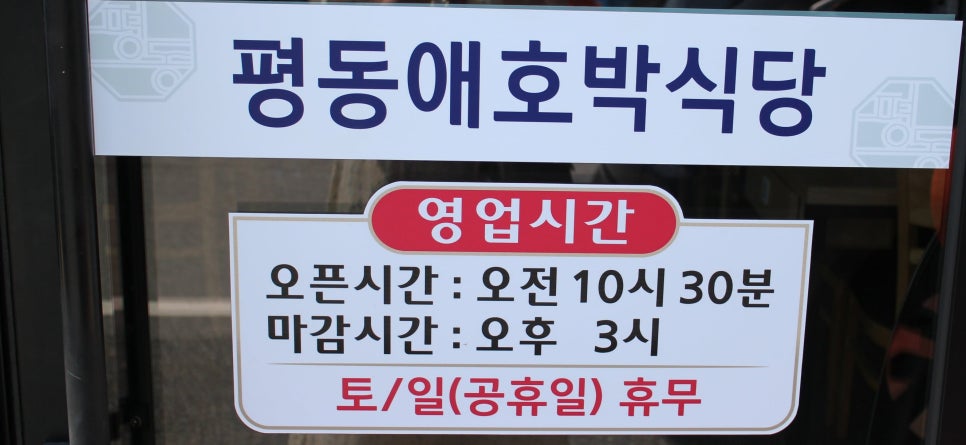 평동애호박식당
영업시간
오픈시간 : 오전 10시 30분
마감시간 : 오후 3시
토/일(공휴일) 휴무